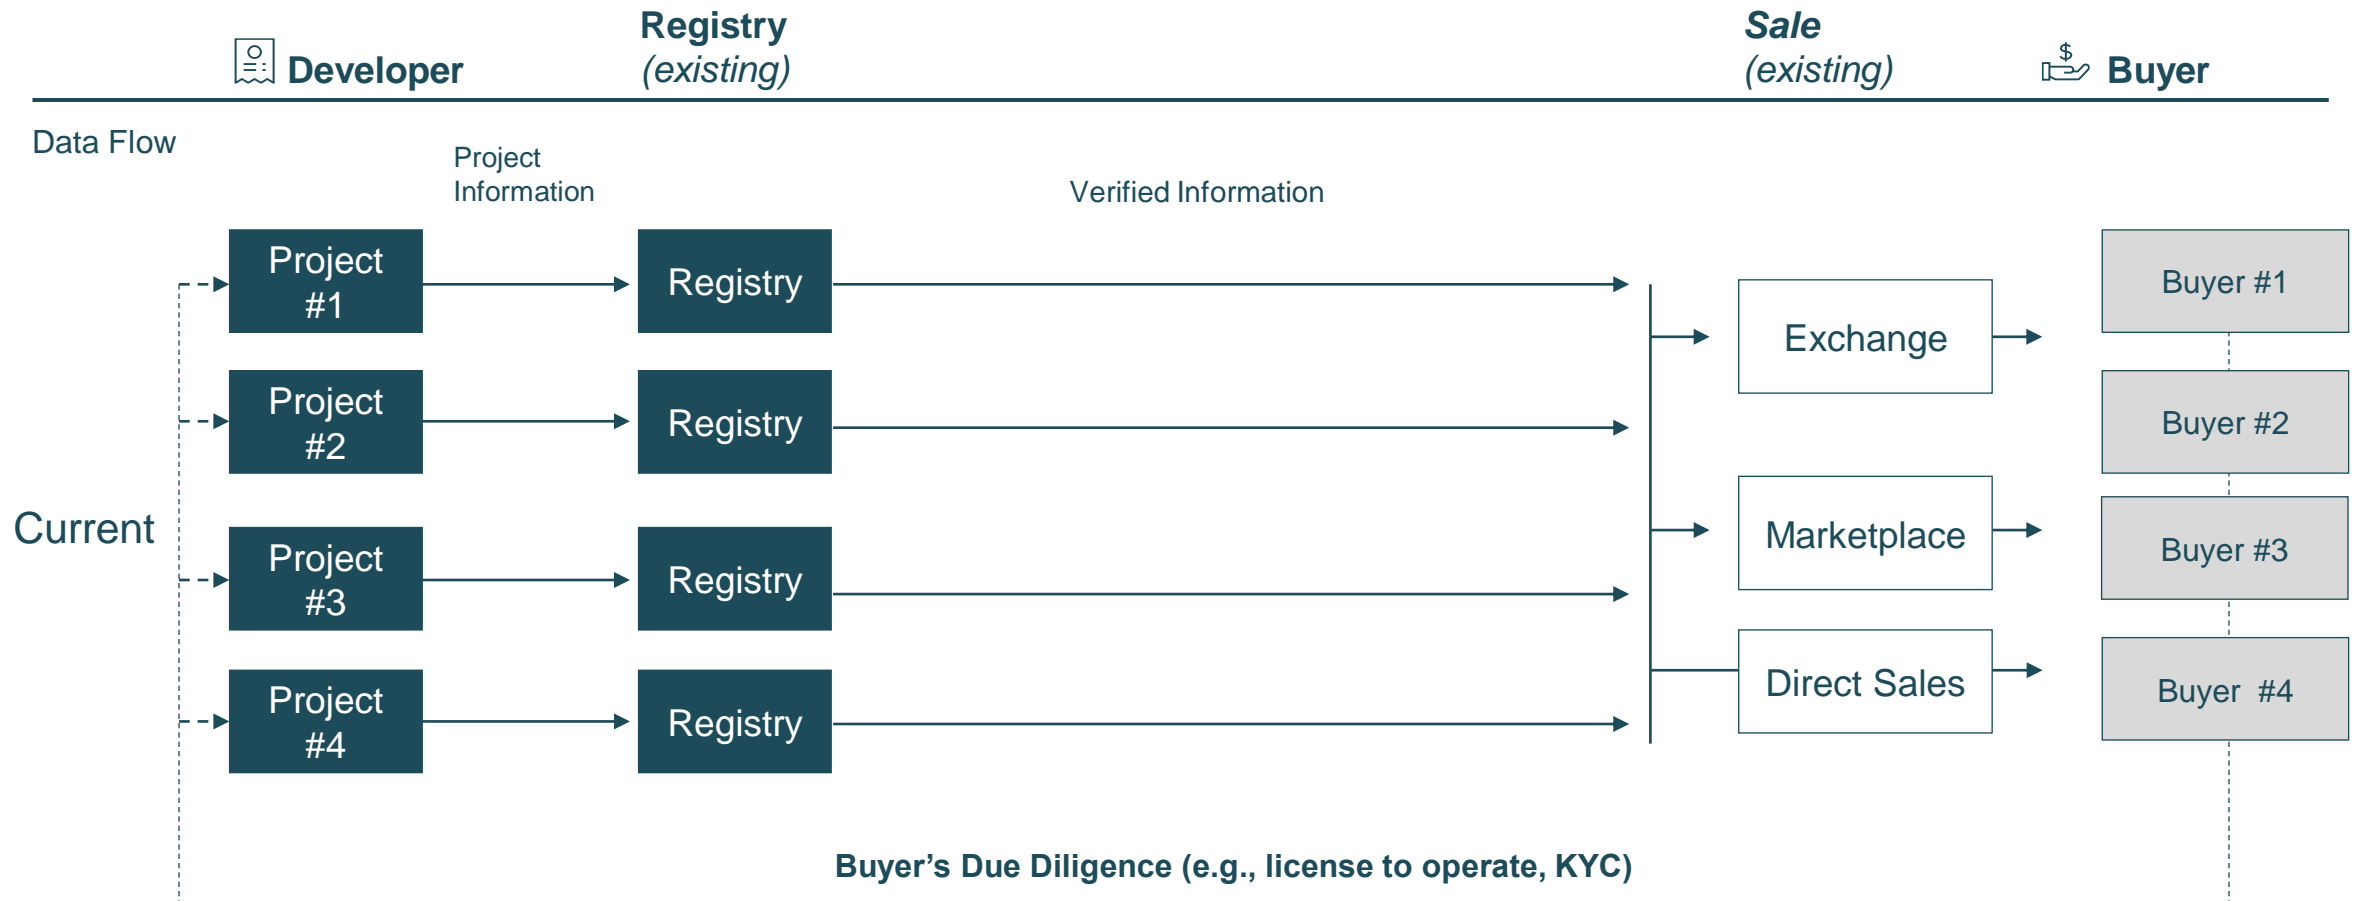 Developer
Registry
(existing)
Sale
(existing)
Buyer
Data Flow
Project
Information
Verified Information
Project
#1
Registry
Exchange
Buyer #1
Project
#2
Registry
Buyer #2
Current
Project
#3
Registry
Marketplace
Buyer #3
Project
#4
Registry
Direct Sales
Buyer  #4
Buyer’s Due Diligence (e.g., license to operate, KYC)